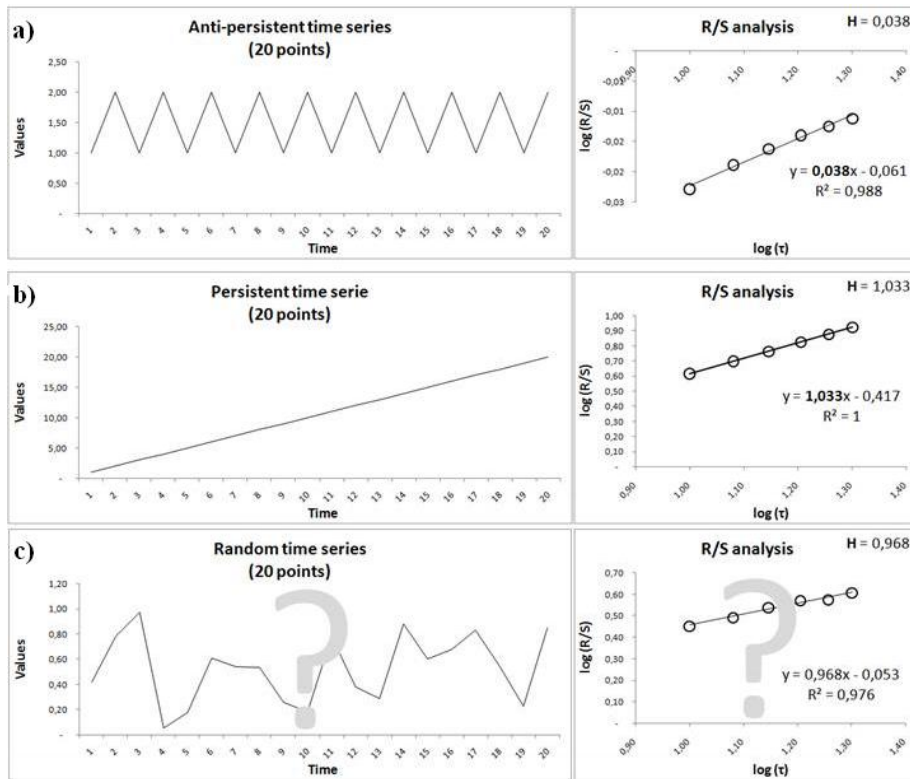 a)
Anti-persistent time series
(20 points)
Values
2,50
2,00
1,50
1,00
0,50
-
1 2 3 4 5 6 7 8 9 10 11 12 13 14 15 16 17 18 19 20
Time
R/S analysis
H = 0,038
log (R/S)
-
0,90 1,00 1,10 1,20 1,30 1,40
-0,01
-0,02
-0,02
-0,03
y = 0,038x - 0,061
R² = 0,988
log (τ)
b)
Persistent time serie
(20 points)
Values
25,00
20,00
15,00
10,00
5,00
-
1 2 3 4 5 6 7 8 9 10 11 12 13 14 15 16 17 18 19 20
Time
R/S analysis
H = 1,033
log (R/S)
1,00
0,90
0,80
0,70
0,60
0,50
0,40
0,30
0,20
0,10
-
y = 1,033x - 0,417
R² = 1
0,90 1,00 1,10 1,20 1,30 1,40
log (τ)
c)
Random time series
(20 points)
Values
1,20
1,00
0,80
0,60
0,40
0,20
-
?
1 2 3 4 5 6 7 8 9 10 11 12 13 14 15 16 17 18 19 20
Time
R/S analysis
H = 0,968
log (R/S)
0,70
0,60
0,50
0,40
0,30
0,20
0,10
-
?
y = 0,968x - 0,053
R² = 0,976
0,90 1,00 1,10 1,20 1,30 1,40
log (τ)